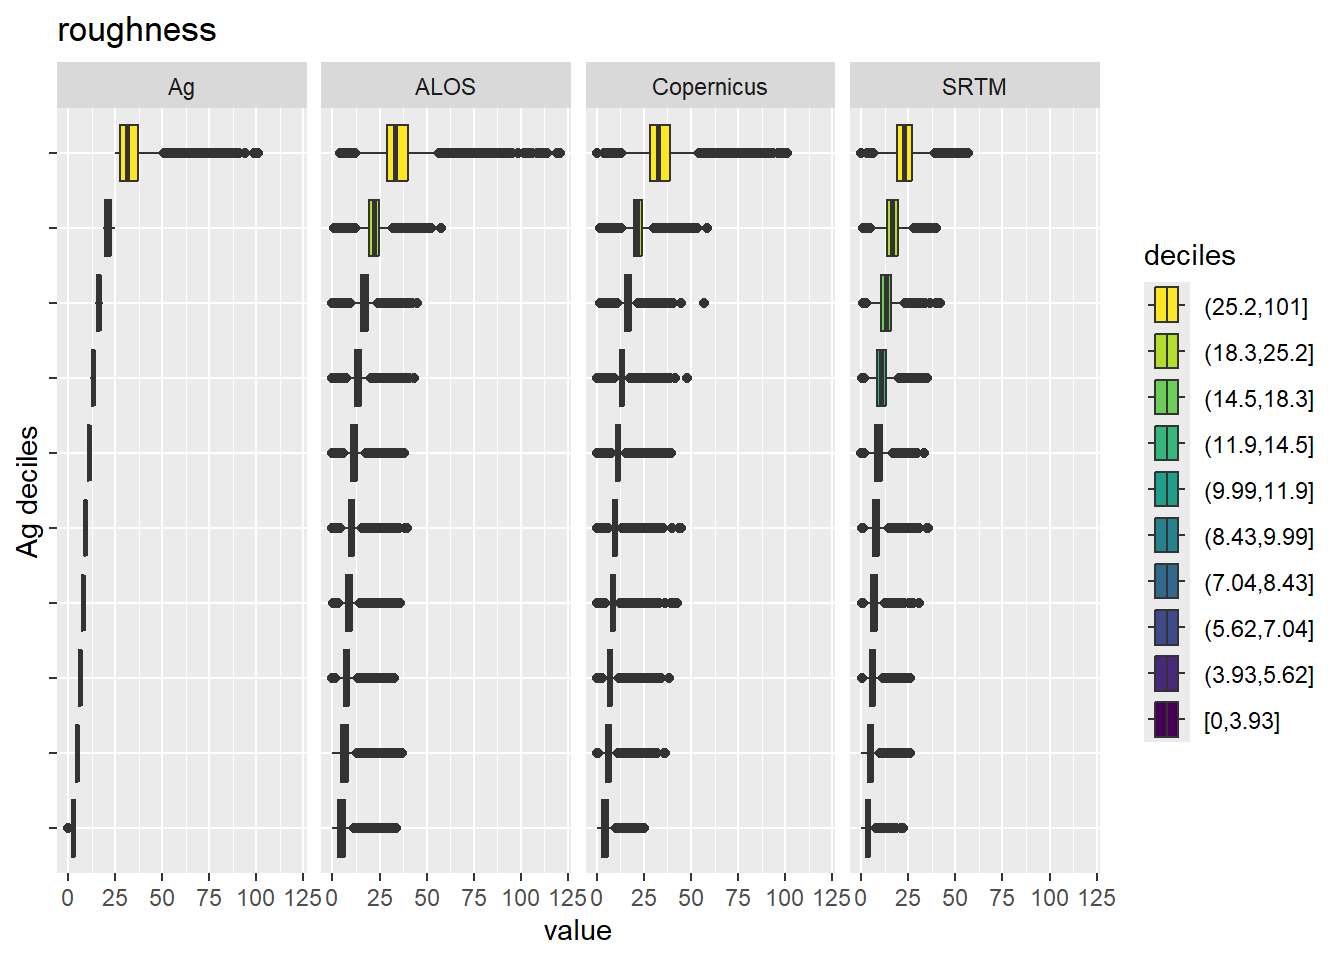 roughness
Ag
ALOS
Copernicus
SRTM
Ag deciles
0 25 50 75 100 125
0 25 50 75 100 125
0 25 50 75 100 125
0 25 50 75 100 125
value
deciles
(25.2,101]
(18.3,25.2]
(14.5,18.3]
(11.9,14.5]
(9.99,11.9]
(8.43,9.99]
(7.04,8.43]
(5.62,7.04]
(3.93,5.62]
[0,3.93]